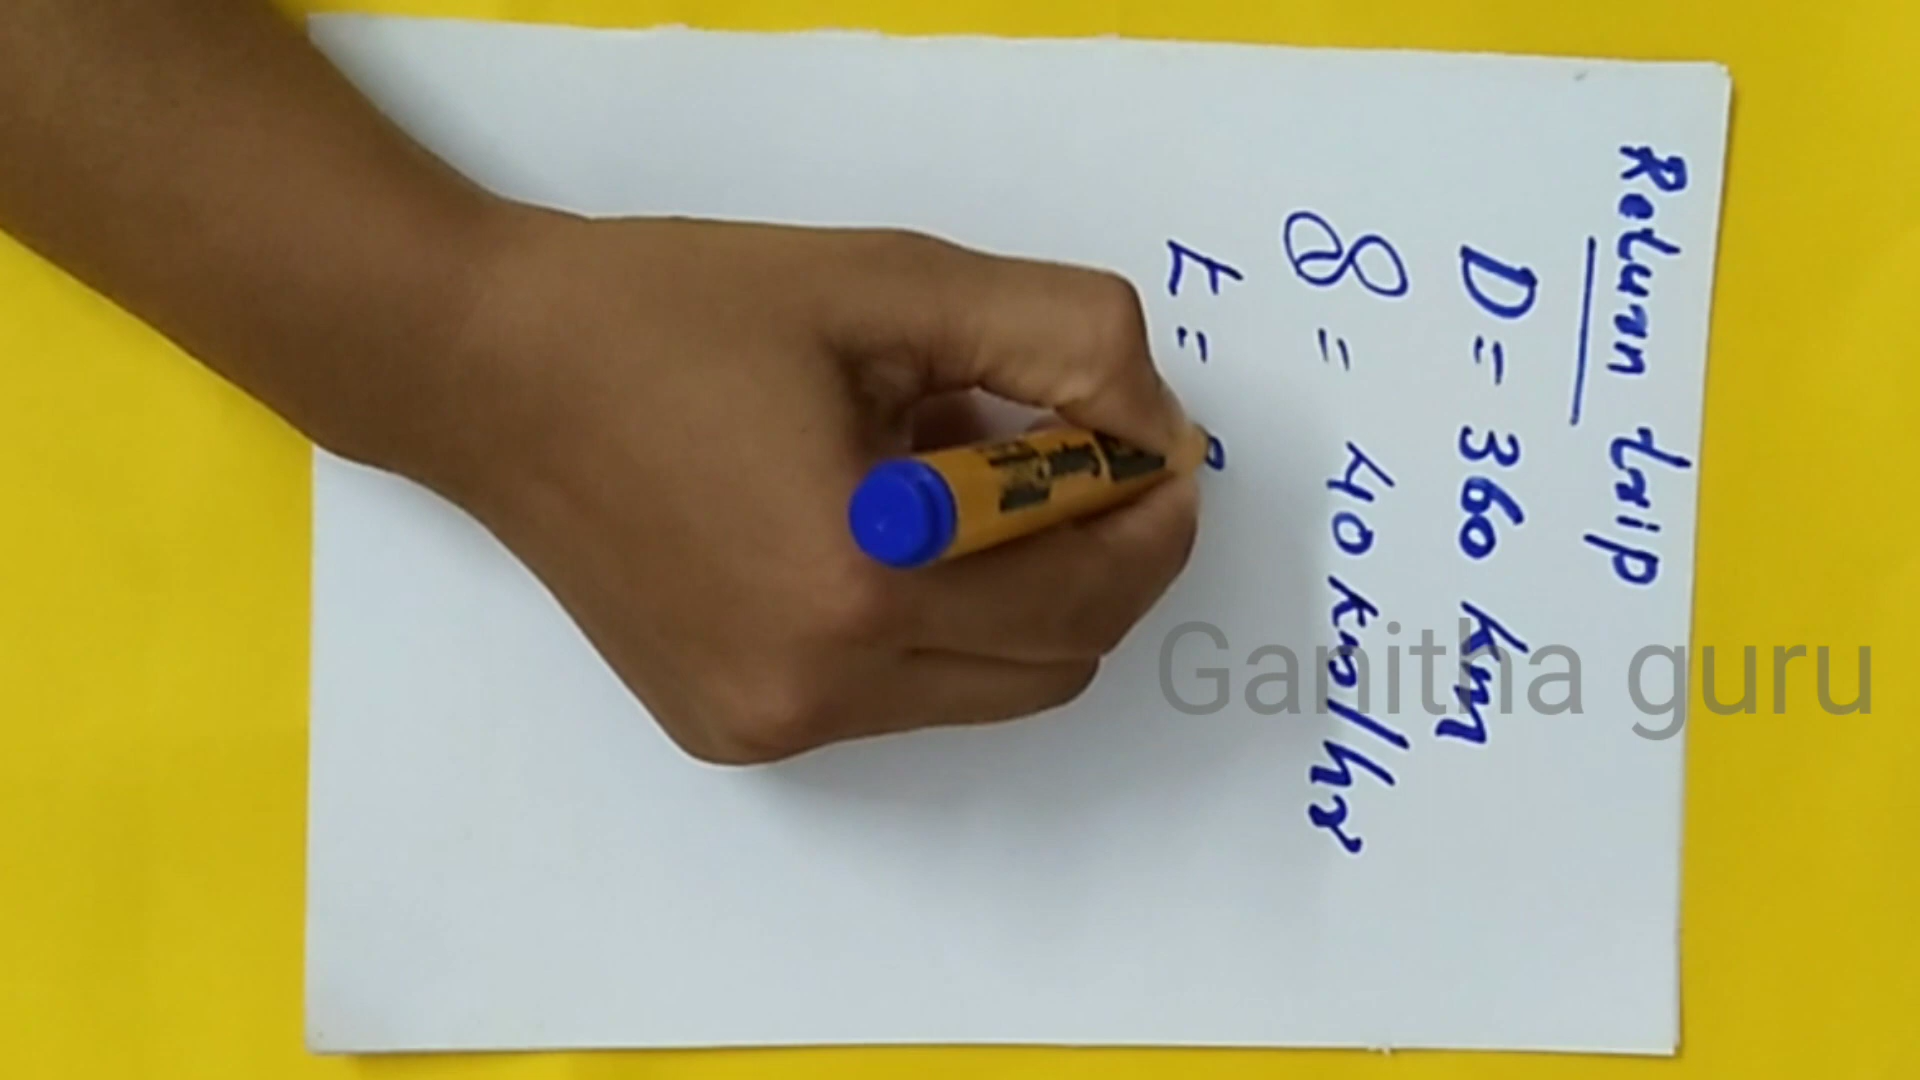 Return trip
D = 360 km
S = 40 km/hr
t =
Ganitha guru